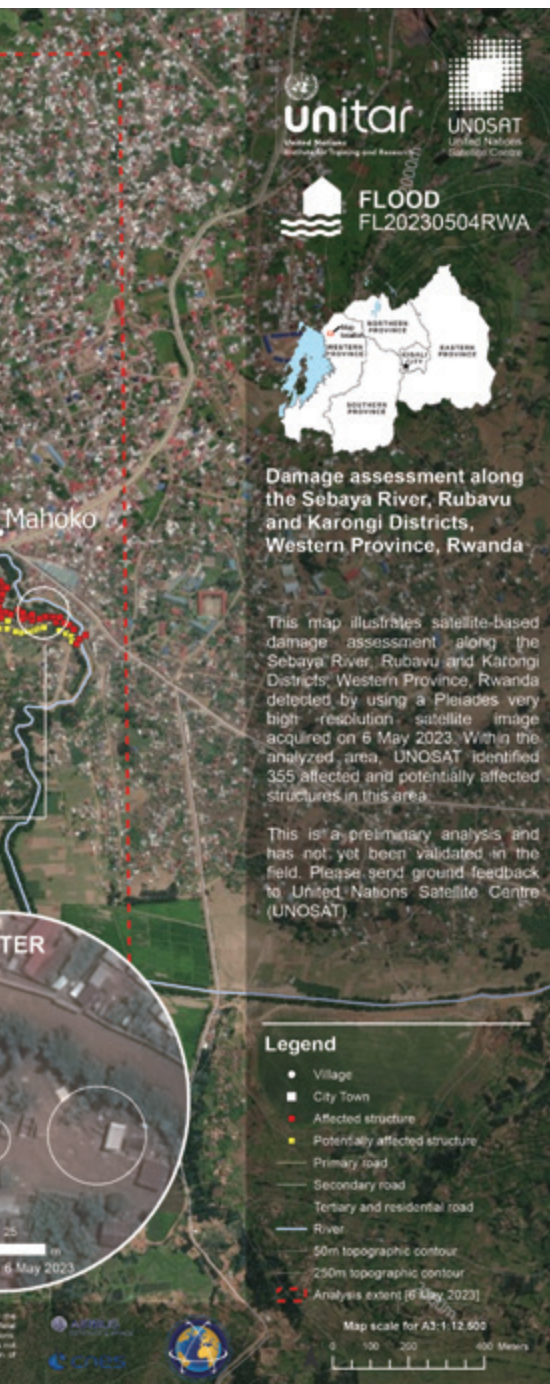 unitar
United Nations
Institute for Training and Research
UNOSAT
United Nations
Satellite Centre
FLOOD
FL20230504RWA
Map
location
NORTHERN
PROVINCE
WESTERN
PROVINCE
KIGALI
CITY
EASTERN
PROVINCE
SOUTHERN
PROVINCE
Damage assessment along
the Sebaya River, Rubavu
and Karongi Districts,
Western Province, Rwanda
Mahoko
This map illustrates satellite-based
damage assessment along the
Sebaya River, Rubavu and Karongi
Districts, Western Province, Rwanda
detected by using a Pleiades very
high resolution satellite image
acquired on 6 May 2023. Within the
analyzed area, UNOSAT identified
355 affected and potentially affected
structures in this area.
This is a preliminary analysis and
has not yet been validated in the
field. Please send ground feedback
to United Nations Satellite Centre
(UNOSAT).
TER
Legend
Village
City Town
Affected structure
Potentially affected structure
Primary road
Secondary road
Tertiary and residential road
River
50m topographic contour
250m topographic contour
Analysis extent [6 May 2023]
Map scale for A3:1:12,500
0 100 200 400 Meters
25
m
6 May 2023
AIRBUS
cnes